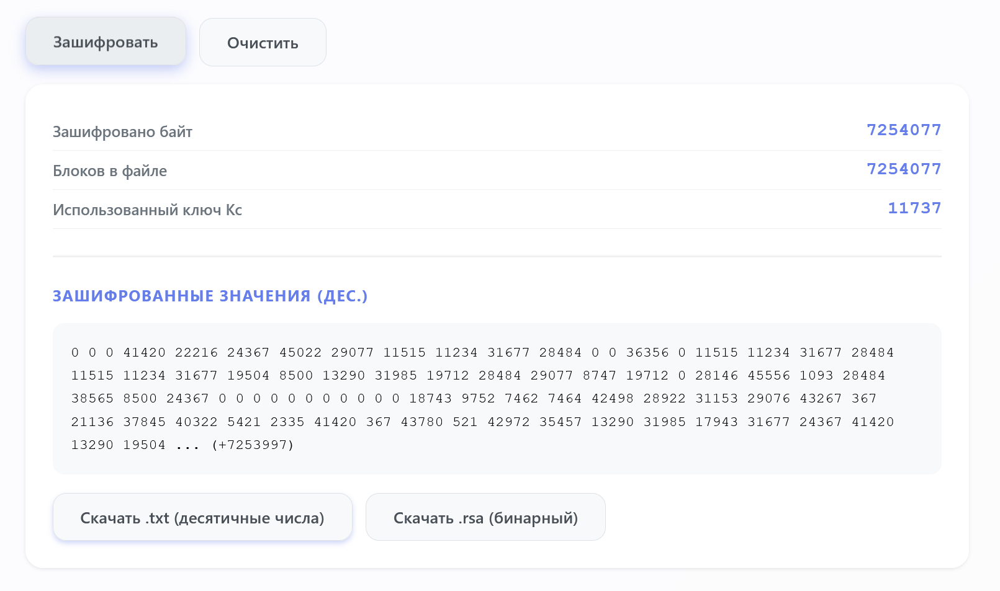 Зашифровать
Очистить
Зашифровано байт
7254077
Блоков в файле
7254077
Использованный ключ Кс
11737
ЗАШИФРОВАННЫЕ ЗНАЧЕНИЯ (ДЕС.)
0 0 0 41420 22216 24367 45022 29077 11515 11234 31677 28484 0 0 36356 0 11515 11234 31677 28484
11515 11234 31677 19504 8500 13290 31985 19712 28484 29077 8747 19712 0 28146 45556 1093 28484
38565 8500 24367 0 0 0 0 0 0 0 0 0 0 0 18743 9752 7462 7464 42498 28922 31153 29076 43267 367
21136 37845 40322 5421 2335 41420 367 43780 521 42972 35457 13290 31985 17943 31677 24367 41420
13290 19504 ... (+7253997)
Скачать .txt (десятичные числа)
Скачать .rsa (бинарный)